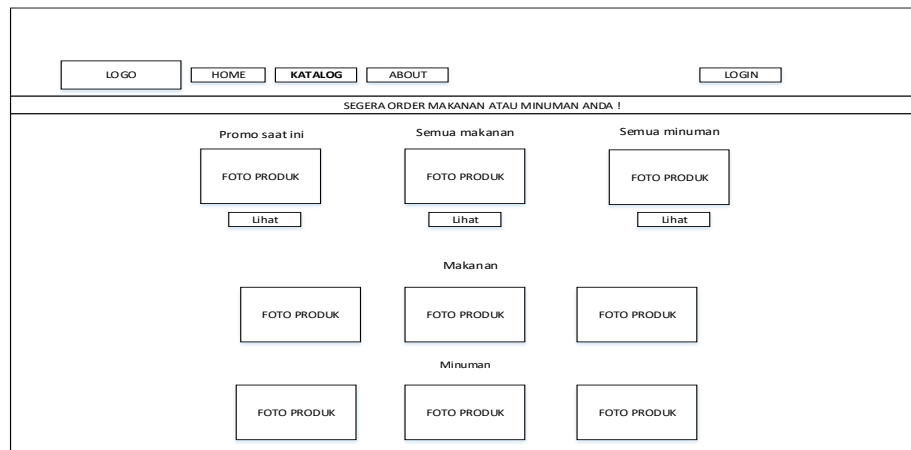 LOGO HOME KATALOG ABOUT LOGIN
SEGERA ORDER MAKANAN ATAU MINUMAN ANDA !
Promo saat ini Semua makanan Semua minuman
FOTO PRODUK FOTO PRODUK FOTO PRODUK
Lihat Lihat Lihat
Makanan
FOTO PRODUK FOTO PRODUK FOTO PRODUK
Minuman
FOTO PRODUK FOTO PRODUK FOTO PRODUK